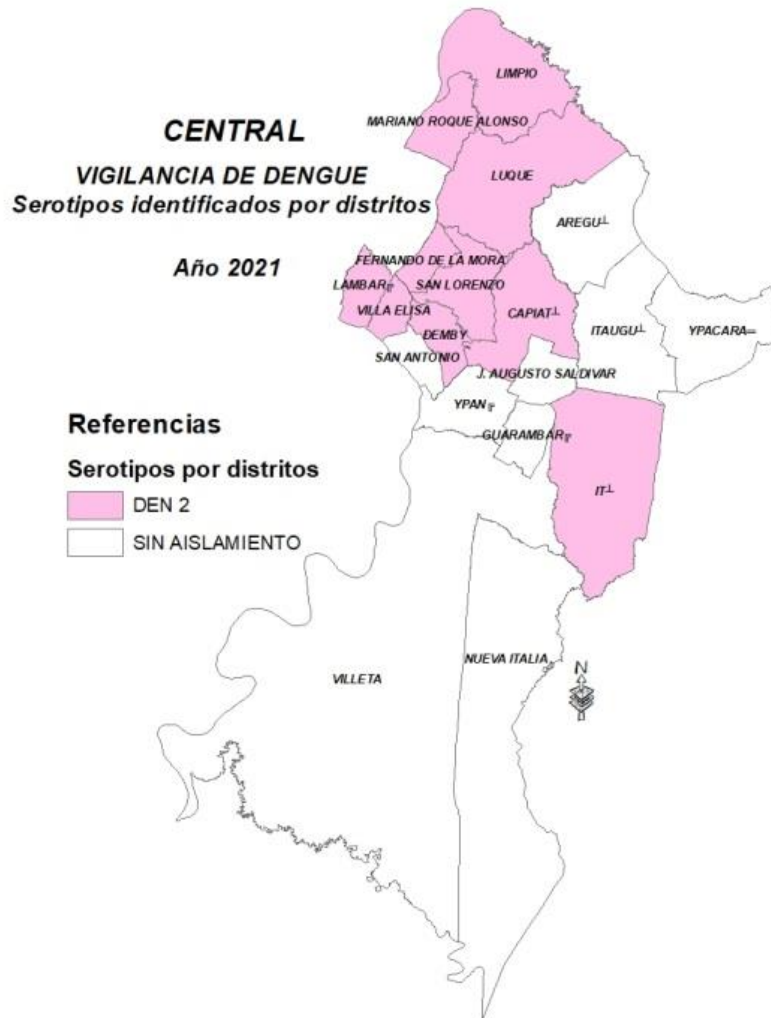 CENTRAL
VIGILANCIA DE DENGUE
Serotipos identificados por distritos
Año 2021
LIMPIO
MARIANO ROQUE ALONSO
LUQUE
AREGU┴
FERNANDO DE LA MORA
LAMBAR╔
SAN LORENZO
VILLA ELISA
CAPIAT┴
ITAUGU┴
YPACARA═
DEMBY
SAN ANTONIO
J. AUGUSTO SALDIVAR
YPAN╔
GUARAMBAR╔
IT┴
Referencias
Serotipos por distritos
DEN 2
SIN AISLAMIENTO
NUEVA ITALIA
VILLETA
N